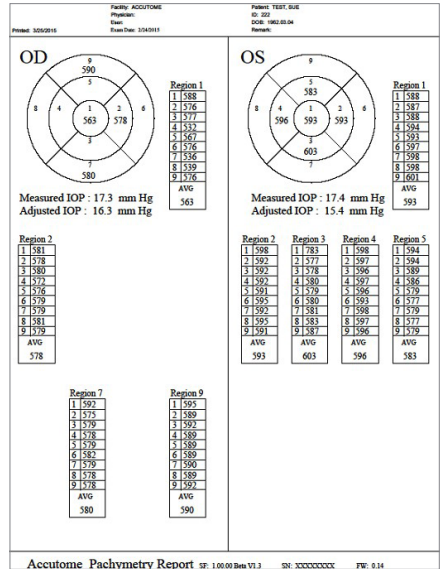 Facility: ACCUTOME
Physician:
User:
Exam Date: 2/24/2015
Patient: TEST, SUE
ID: 222
DOB: 1962.03.04
Remark:
Printed: 3/25/2015
OD
9
590
5
8 4 1 2 6
563 578
3
7
580
Region 1
1 588
2 576
3 577
4 532
5 567
6 576
7 536
8 539
9 576
AVG
563
Measured IOP : 17.3 mm Hg
Adjusted IOP : 16.3 mm Hg
Region 2
1 581
2 578
3 580
4 572
5 576
6 579
7 579
8 581
9 579
AVG
578
Region 7
1 592
2 575
3 579
4 578
5 579
6 582
7 579
8 578
9 578
AVG
580
Region 9
1 595
2 589
3 592
4 589
5 589
6 589
7 590
8 589
9 592
AVG
590
OS
9
5
583
8 4 1 2 6
596 593 593
3
603
7
Region 1
1 588
2 587
3 588
4 594
5 593
6 597
7 598
8 598
9 601
AVG
593
Measured IOP : 17.4 mm Hg
Adjusted IOP : 15.4 mm Hg
Region 2
1 598
2 592
3 592
4 592
5 591
6 595
7 592
8 595
9 591
AVG
593
Region 3
1 783
2 577
3 578
4 580
5 579
6 580
7 581
8 583
9 587
AVG
603
Region 4
1 598
2 597
3 596
4 597
5 596
6 593
7 597
8 597
9 596
AVG
596
Region 5
1 594
2 594
3 589
4 586
5 579
6 577
7 579
8 577
9 579
AVG
583
Accutome Pachymetry Report SF: 1.00.00 Beta V1.3 SN: XXXXXXXXX FW: 0.14